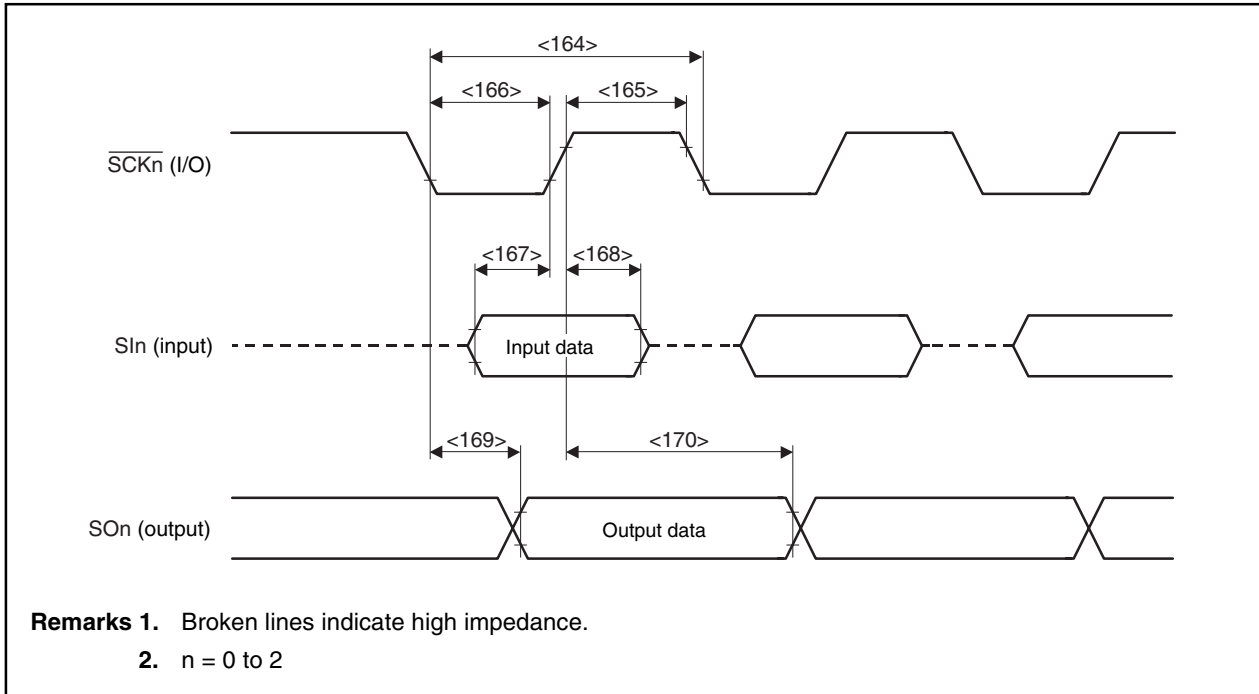 <164>
<166> <165>
SCKn (I/O)
<167> <168>
SIn (input) Input data
<169> <170>
SOn (output) Output data
Remarks 1. Broken lines indicate high impedance.
2. n = 0 to 2